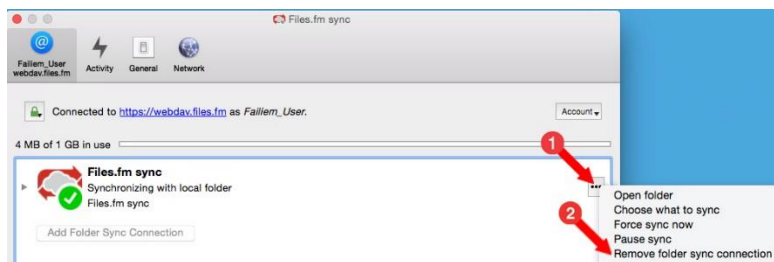 Files.fm sync
Failiem_User
webdav.files.fm
Activity
General
Network
Connected to https://webdav.files.fm as Failiem_User.
Account
4 MB of 1 GB in use
1
Files.fm sync
Synchronizing with local folder
Files.fm sync
...
Open folder
Choose what to sync
Force sync now
Pause sync
Remove folder sync connection
2
Add Folder Sync Connection